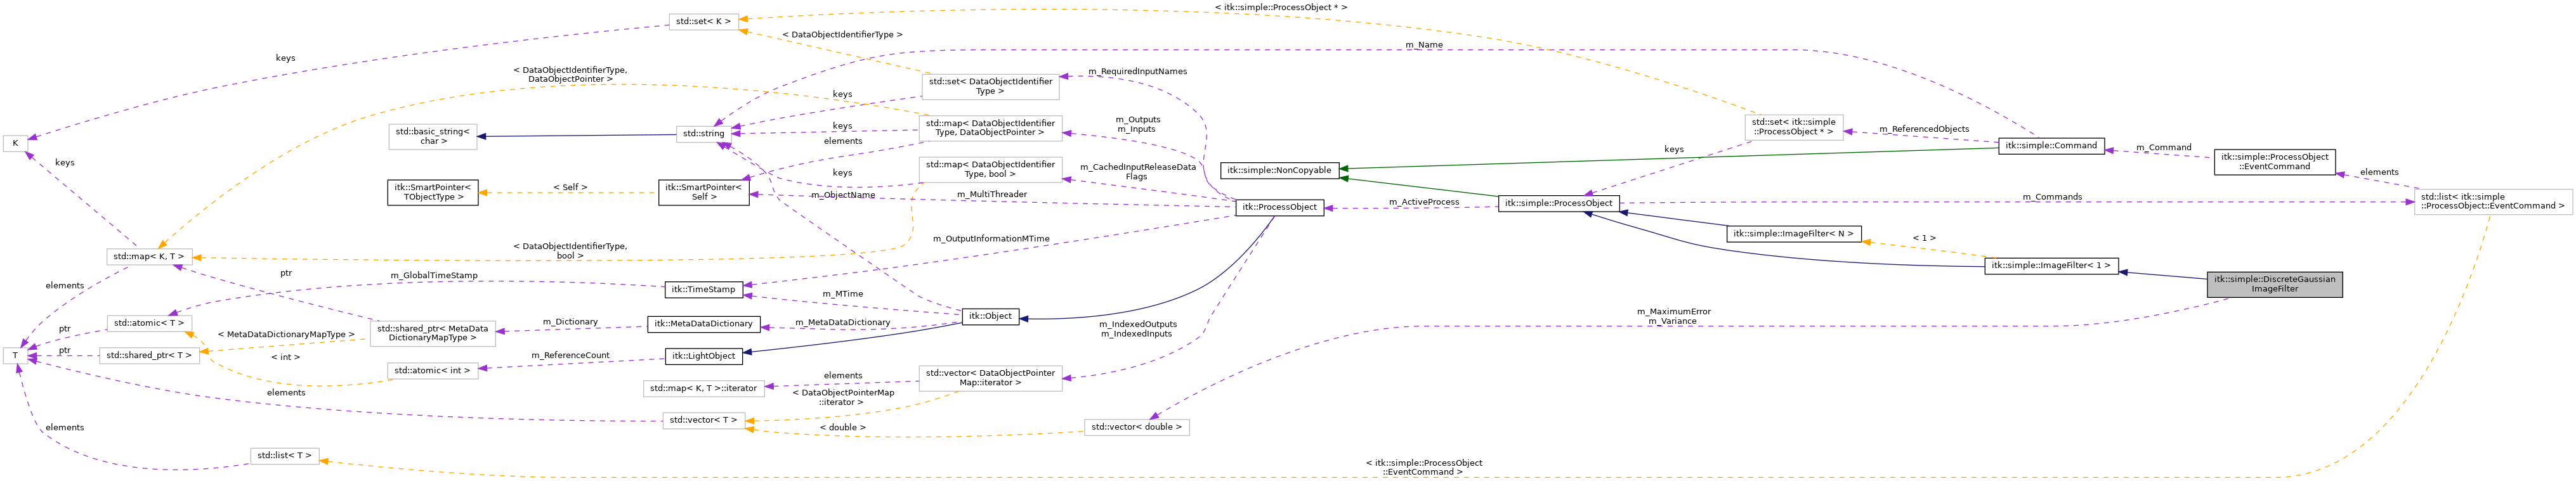 < itk::simple::ProcessObject * >
std::set< K >
< DataObjectIdentifierType >
m_Name
keys
< DataObjectIdentifierType,
DataObjectPointer >
m_RequiredInputNames
std::set< DataObjectIdentifier
Type >
keys
m_Outputs
m_Inputs
std::map< DataObjectIdentifier
Type, DataObjectPointer >
keys
std::set< itk::simple
::ProcessObject * >
m_ReferencedObjects
std::basic_string<
char >
std::string
K
elements
itk::simple::Command
m_Command
itk::simple::ProcessObject
::EventCommand
keys
keys
std::map< DataObjectIdentifier
Type, bool >
m_CachedInputReleaseData
Flags
itk::simple::NonCopyable
elements
keys
itk::SmartPointer<
TObjectType >
< Self >
itk::SmartPointer<
Self >
m_ObjectName
m_MultiThreader
itk::ProcessObject
m_ActiveProcess
itk::simple::ProcessObject
m_Commands
std::list< itk::simple
::ProcessObject::EventCommand >
itk::simple::ImageFilter< N >
< 1 >
m_OutputInformationMTime
< DataObjectIdentifierType,
bool >
std::map< K, T >
ptr
m_GlobalTimeStamp
itk::simple::ImageFilter< 1 >
itk::simple::DiscreteGaussian
ImageFilter
elements
itk::TimeStamp
m_MTime
std::atomic< T >
ptr
< MetaDataDictionaryMapType >
std::shared_ptr< MetaData
DictionaryMapType >
m_Dictionary
itk::MetaDataDictionary
m_MetaDataDictionary
itk::Object
m_IndexedOutputs
m_IndexedInputs
m_MaximumError
m_Variance
T
ptr
std::shared_ptr< T >
< int >
m_ReferenceCount
itk::LightObject
std::atomic< int >
std::map< K, T >::iterator
elements
std::vector< DataObjectPointer
Map::iterator >
elements
< DataObjectPointerMap
::iterator >
std::vector< T >
< double >
std::vector< double >
elements
std::list< T >
< itk::simple::ProcessObject
::EventCommand >